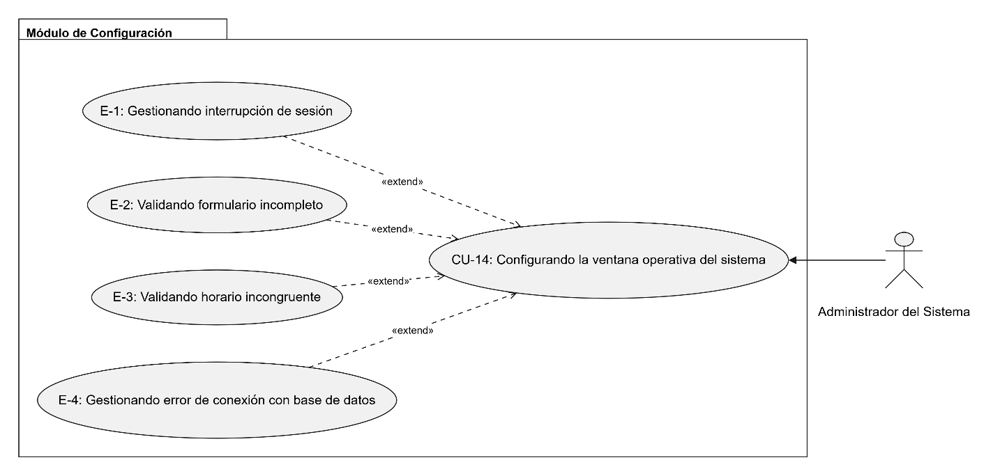 Módulo de Configuración
E-1: Gestionando interrupción de sesión
«extend»
E-2: Validando formulario incompleto
«extend»
CU-14: Configurando la ventana operativa del sistema
«extend»
E-3: Validando horario incongruente
Administrador del Sistema
«extend»
E-4: Gestionando error de conexión con base de datos